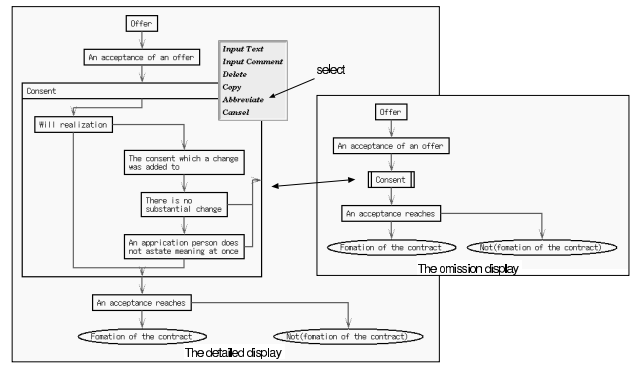 Offer
An acceptance of an offer
Consent
Will realization
The consent which a change
was added to
There is no
substantial change
An apprication person does
not astate meaning at once
An acceptance reaches
Fomation of the contract
Not(fomation of the contract)
The detailed display
Input Text
Input Comment
Delete
Copy
Abbreviate
Cansel
select
Offer
An acceptance of an offer
Consent
An acceptance reaches
Fomation of the contract
Not(fomation of the contract)
The omission display